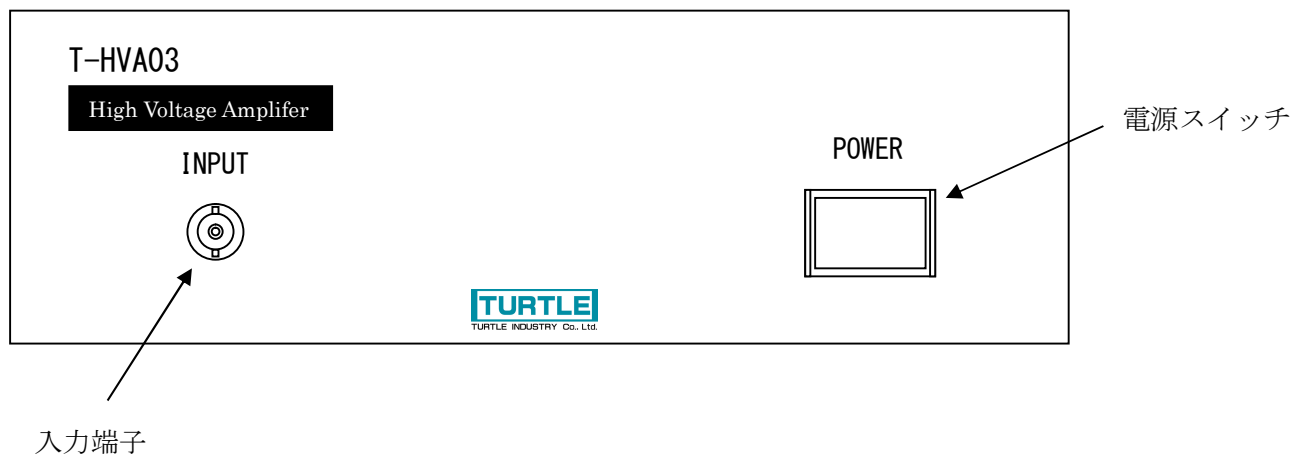 T-HVA03
High Voltage Amplifer
INPUT
POWER
電源スイッチ
TURTLE
TURTLE INDUSTRY Co., Ltd.
入力端子